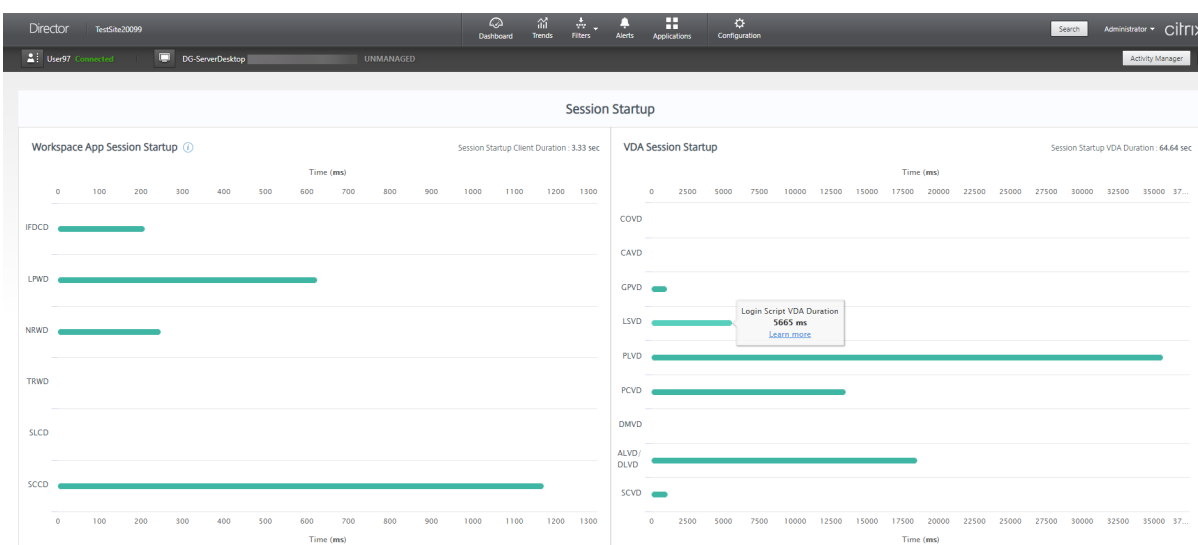 Director TestSite20099 Dashboard Trends Filters Alerts Applications Configuration Search Administrator citrix
User97 Connected DG-ServerDesktop UNMANAGED Activity Manager
Session Startup
Workspace App Session Startup Session Startup Client Duration : 3.33 sec
Time (ms)
0 100 200 300 400 500 600 700 800 900 1000 1100 1200 1300
IFDCD
LPWD
NRWD
TRWD
SLCD
SCCD
0 100 200 300 400 500 600 700 800 900 1000 1100 1200 1300
Time (ms)
VDA Session Startup Session Startup VDA Duration : 64.64 sec
Time (ms)
0 2500 5000 7500 10000 12500 15000 17500 20000 22500 25000 27500 30000 32500 35000 37...
COVD
CAVD
GPVD
LSVD
Login Script VDA Duration
5665 ms
Learn more
PLVD
PCVD
DMVD
ALVD/
DLVD
SCVD
0 2500 5000 7500 10000 12500 15000 17500 20000 22500 25000 27500 30000 32500 35000 37...
Time (ms)